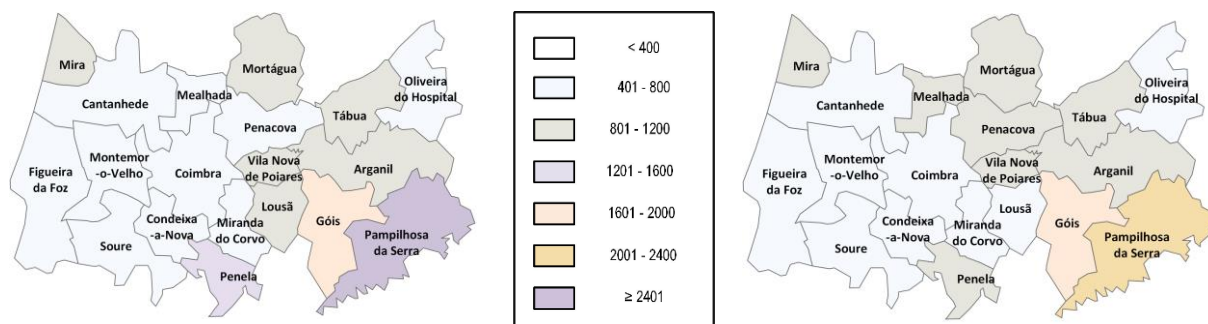 Mira
Cantanhede
Mealhada
Mortágua
Oliveira
do Hospital
Tábua
Penacova
Figueira
da Foz
Montemor
-o-Velho
Coimbra
Vila Nova
de Poiares
Arganil
Lousã
Condeixa
-a-Nova
Miranda
do Corvo
Góis
Pampilhosa
da Serra
Soure
Penela
< 400
401 - 800
801 - 1200
1201 - 1600
1601 - 2000
2001 - 2400
≥ 2401
Mira
Cantanhede
Mealhada
Mortágua
Oliveira
do Hospital
Tábua
Penacova
Figueira
da Foz
Montemor
-o-Velho
Coimbra
Vila Nova
de Poiares
Arganil
Lousã
Condeixa
-a-Nova
Miranda
do Corvo
Góis
Pampilhosa
da Serra
Soure
Penela